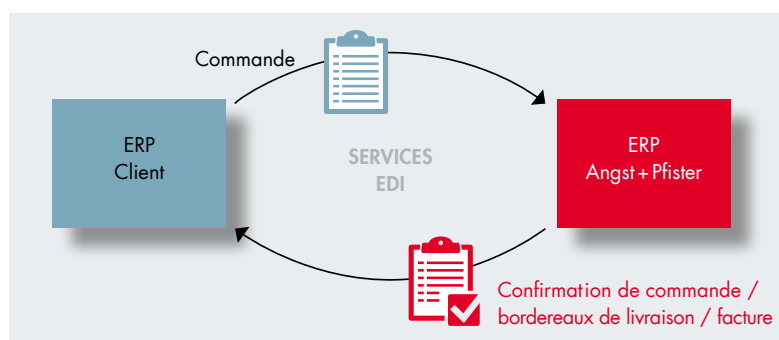 Commande
ERP
Client
SERVICES
EDI
ERP
Angst + Pfister
Confirmation de commande /
bordereaux de livraison / facture